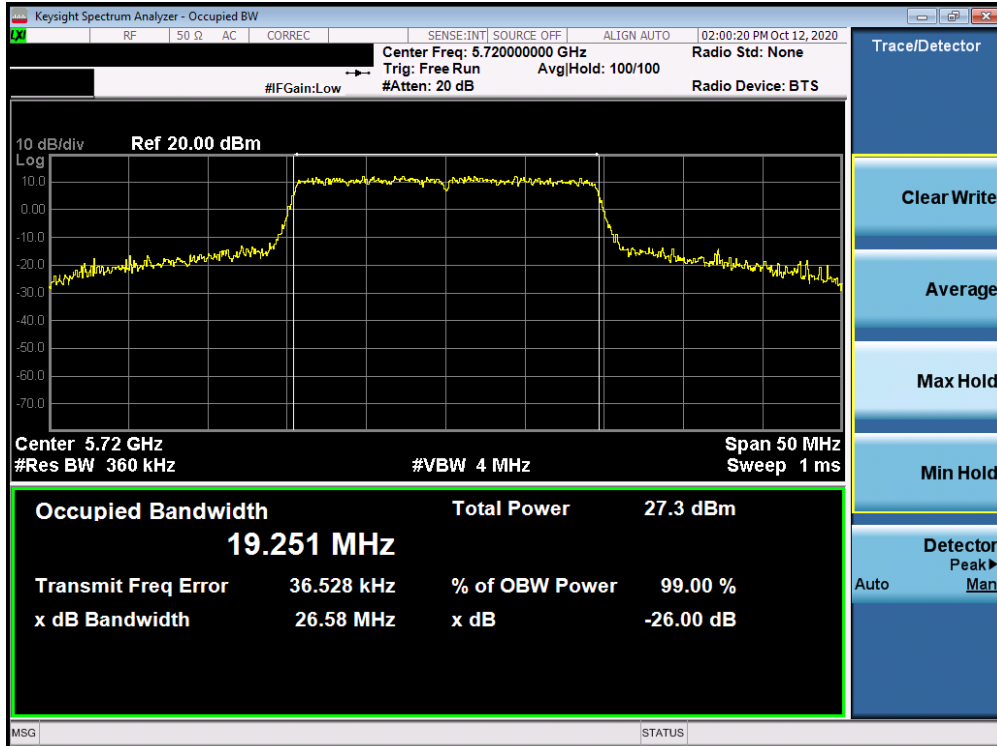 Keysight Spectrum Analyzer - Occupied BW
LXI RF 50 Ω AC CORREC SENSE:INT SOURCE OFF ALIGN AUTO 02:00:20 PM Oct 12, 2020
Center Freq: 5.720000000 GHz Radio Std: None
Trig: Free Run Avg|Hold: 100/100
#IFGain:Low #Atten: 20 dB Radio Device: BTS
Trace/Detector
10 dB/div Ref 20.00 dBm
Log
10.0
0.00
-10.0
-20.0
-30.0
-40.0
-50.0
-60.0
-70.0
Center 5.72 GHz Span 50 MHz
#Res BW 360 kHz #VBW 4 MHz Sweep 1 ms
Occupied Bandwidth Total Power 27.3 dBm
19.251 MHz
Transmit Freq Error 36.528 kHz % of OBW Power 99.00 %
x dB Bandwidth 26.58 MHz x dB -26.00 dB
Clear Write
Average
Max Hold
Min Hold
Detector
Peak▶
Auto Man
MSG STATUS